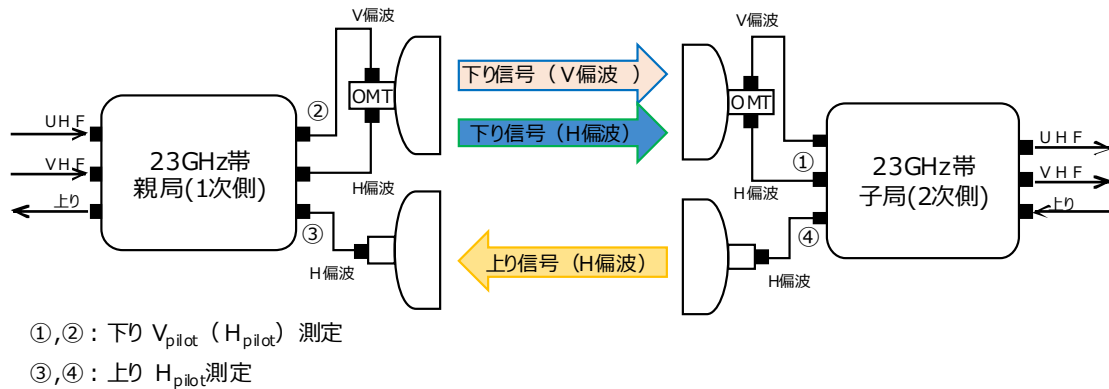 V偏波
②
OMT
UHF
VHF
上り
23GHz帯
親局(1次側)
H偏波
③
H偏波
下り信号(V偏波 )
下り信号(H偏波)
上り信号(H偏波)
V偏波
OMT
①
H偏波
④
H偏波
23GHz帯
子局(2次側)
UHF
VHF
上り
①,②：下り Vpilot（Hpilot）測定
③,④：上り Hpilot測定